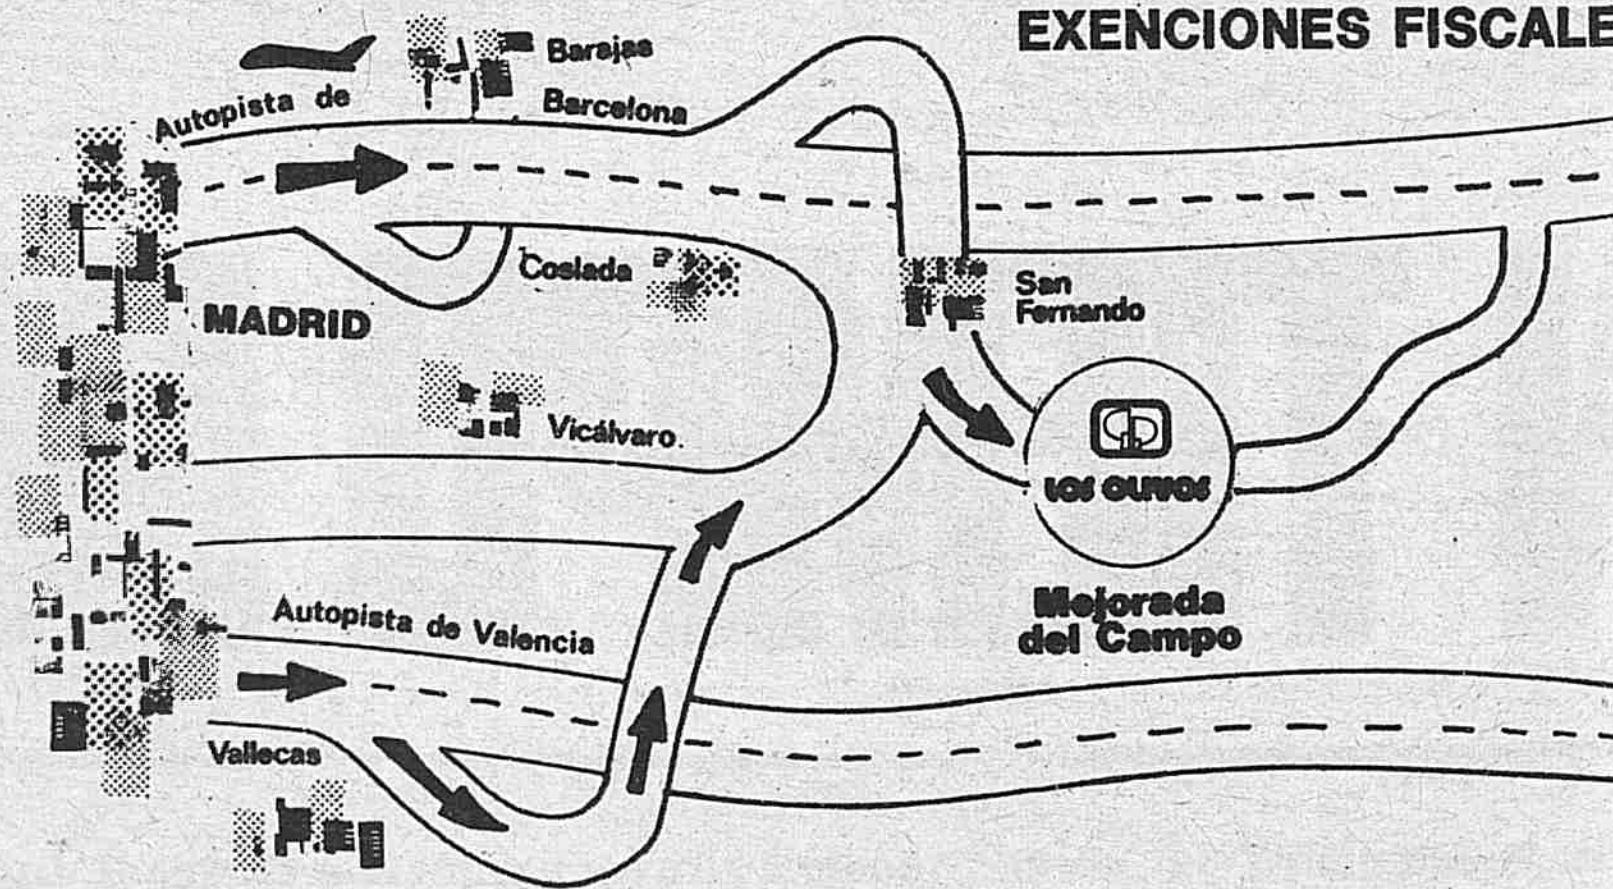 EXENCIONES FISCALE
Barajas
Autopista de Barcelona
Coslada
San
Fernando
MADRID
Vicálvaro.
LOS OLIVOS
Mejorada
del Campo
Autopista de Valencia
Vallecas